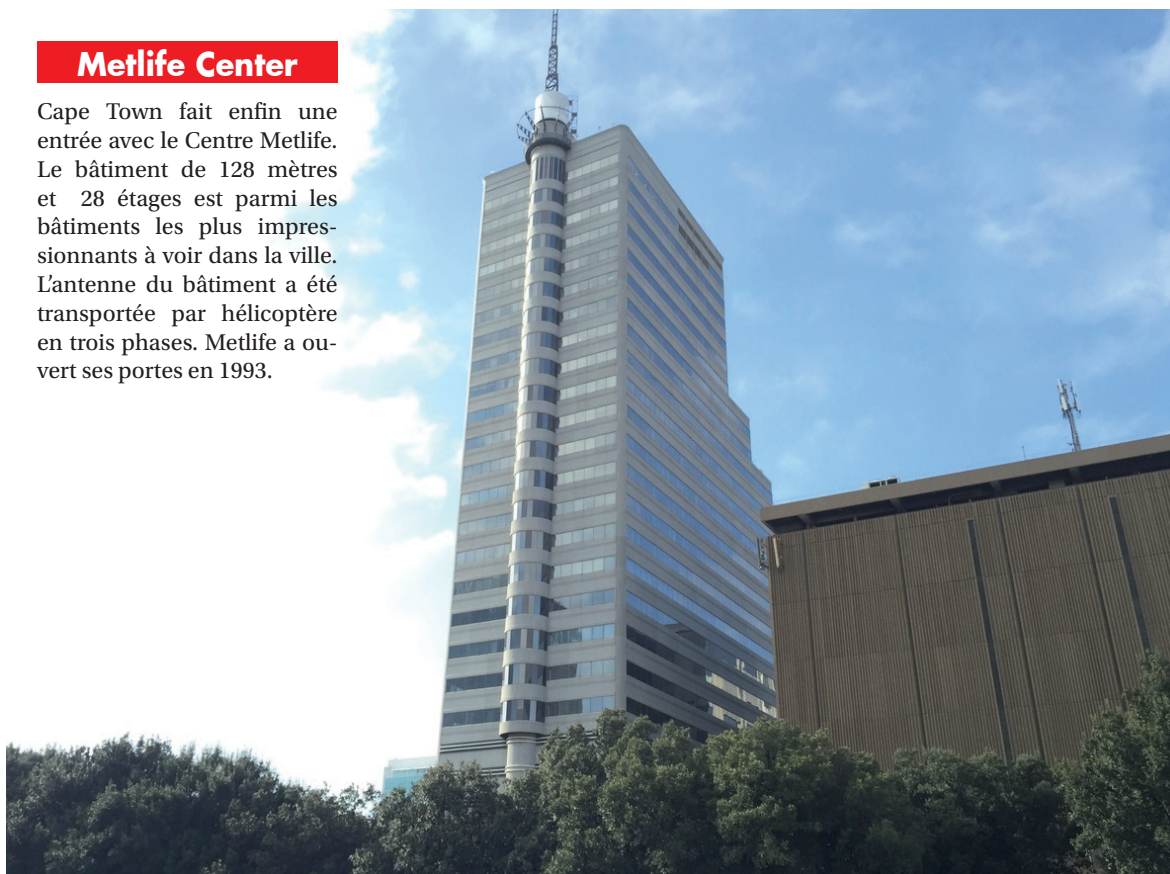 Metlife Center
Cape Town fait enfin une
entrée avec le Centre Metlife.
Le bâtiment de 128 mètres
et 28 étages est parmi les
bâtiments les plus impres-
sionnants à voir dans la ville.
L'antenne du bâtiment a été
transportée par hélicoptère
en trois phases. Metlife a ou-
vert ses portes en 1993.